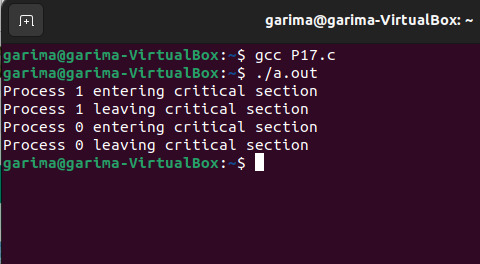 garima@garima-VirtualBox: ~
garima@garima-VirtualBox:~$ gcc P17.c
garima@garima-VirtualBox:~$ ./a.out
Process 1 entering critical section
Process 1 leaving critical section
Process 0 entering critical section
Process 0 leaving critical section
garima@garima-VirtualBox:~$